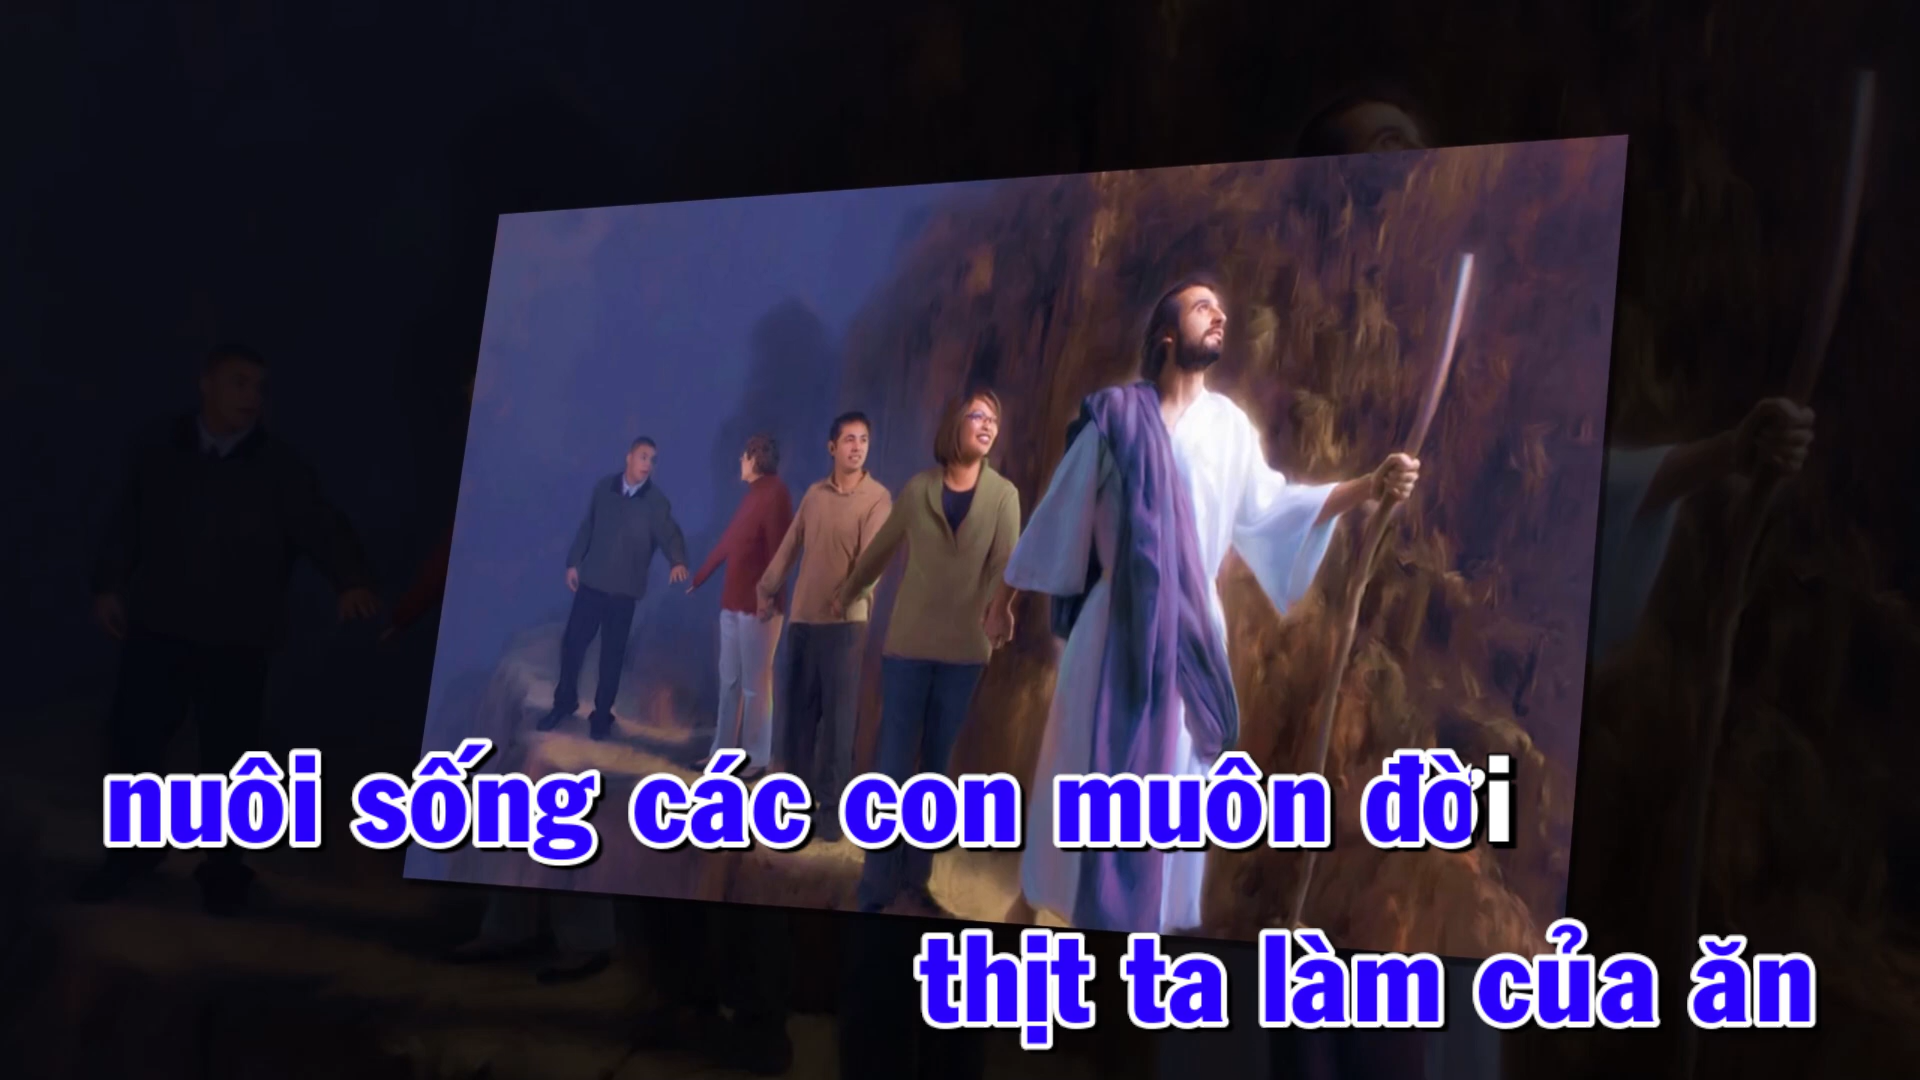 nuôi sống các con muôn đời
thịt ta làm của ăn